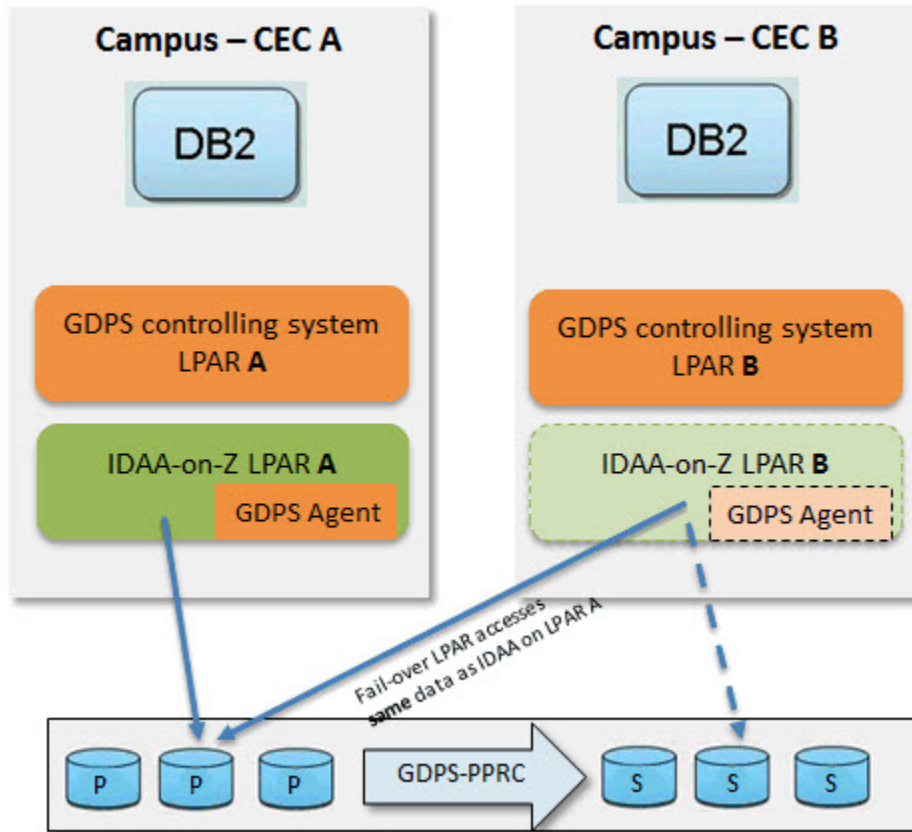 Campus – CEC A
DB2
GDPS controlling system
LPAR A
IDAA-on-Z LPAR A
GDPS Agent
Campus – CEC B
DB2
GDPS controlling system
LPAR B
IDAA-on-Z LPAR B
GDPS Agent
Fail-over LPAR accesses
same data as IDAA on LPAR A
P
P
P
GDPS-PPRC
S
S
S